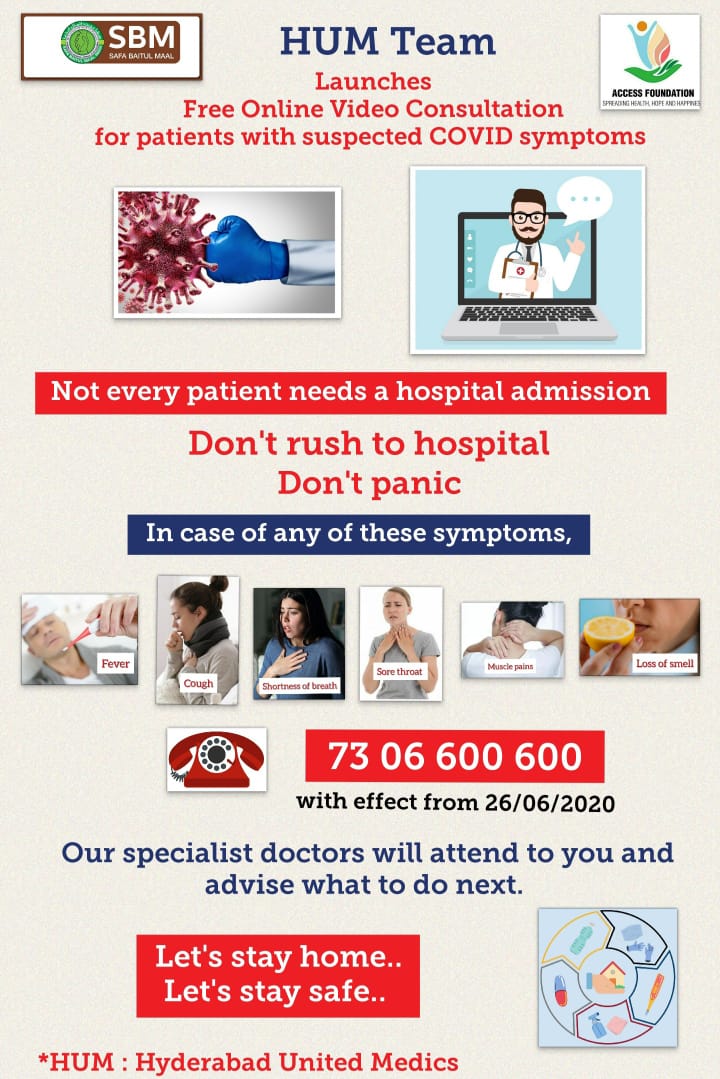 SBM
SAFA BAITUL MAAL
HUM Team
ACCESS FOUNDATION
SPREADING HEALTH, HOPE AND HAPPINES
Launches
Free Online Video Consultation
for patients with suspected COVID symptoms
Not every patient needs a hospital admission
Don't rush to hospital
Don't panic
In case of any of these symptoms,
Fever
Cough
Shortness of breath
Sore throat
Muscle pains
Loss of smell
73 06 600 600
with effect from 26/06/2020
Our specialist doctors will attend to you and
advise what to do next.
Let's stay home..
Let's stay safe..
*HUM : Hyderabad United Medics